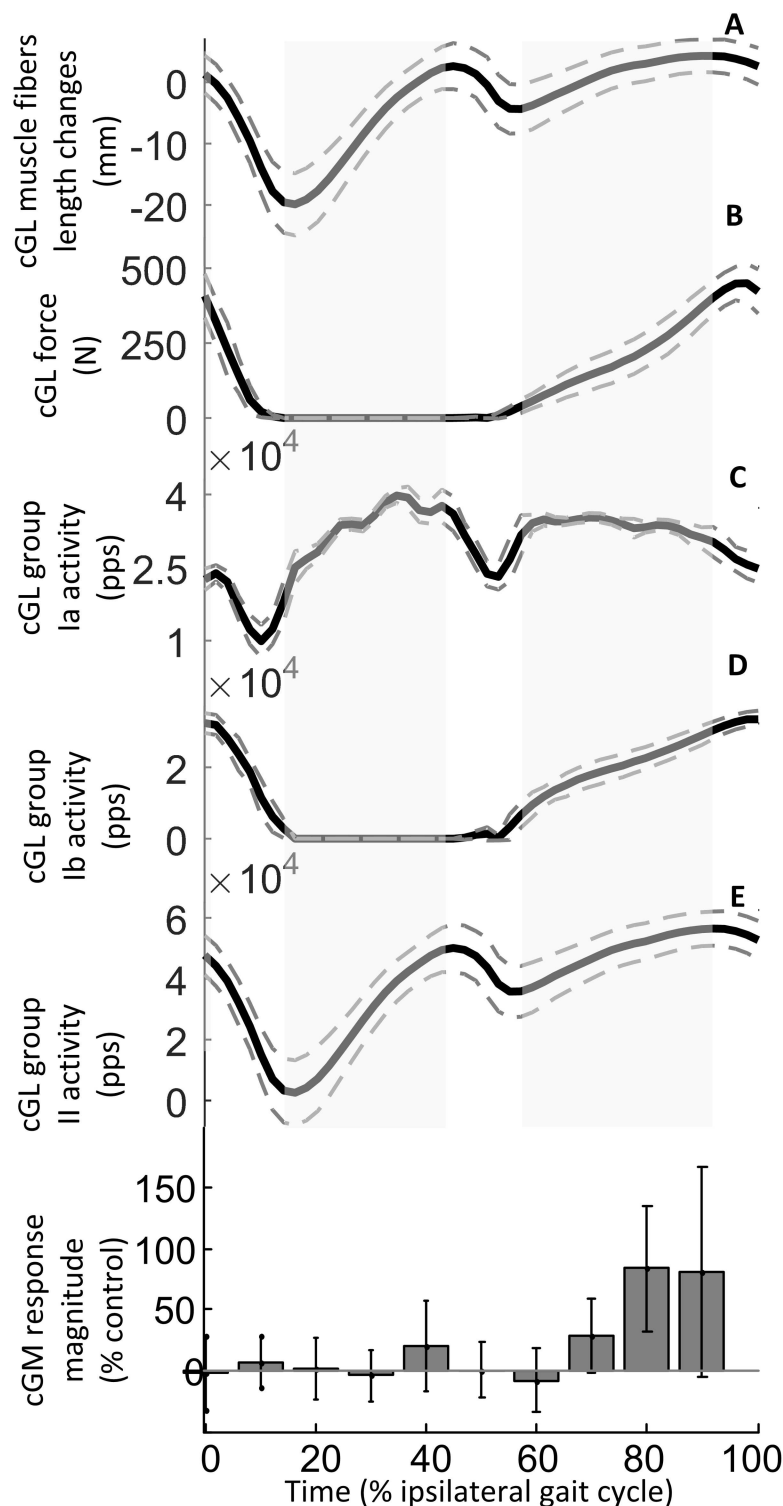 A
cGL muscle fibers
length changes
(mm)
0
-10
-20
B
cGL force
(N)
500
250
0
× 10^4
C
cGL group
Ia activity
(pps)
4
2.5
1
× 10^4
D
cGL group
Ib activity
(pps)
2
0
× 10^4
E
cGL group
II activity
(pps)
6
4
2
0
cGM response
magnitude
(% control)
150
100
50
0
0 20 40 60 80 100
Time (% ipsilateral gait cycle)